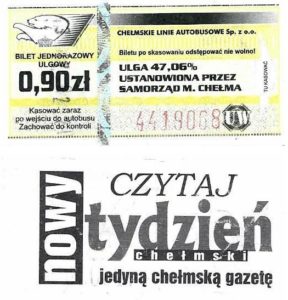 BILET JEDNORAZOWY
ULGOWY
0,90zł
Kasować zaraz
po wejściu do autobusu
Zachować do kontroli
CHEŁMSKIE LINIE AUTOBUSOWE Sp. z o.o.
Biletu po skasowaniu odstępować nie wolno!
ULGA 47,06%
USTANOWIONA PRZEZ
SAMORZĄD M. CHEŁMA
4419068
TU KASOWAĆ
CZYTAJ
nowy
tydzień
chełmski
jedyną chełmską gazetę